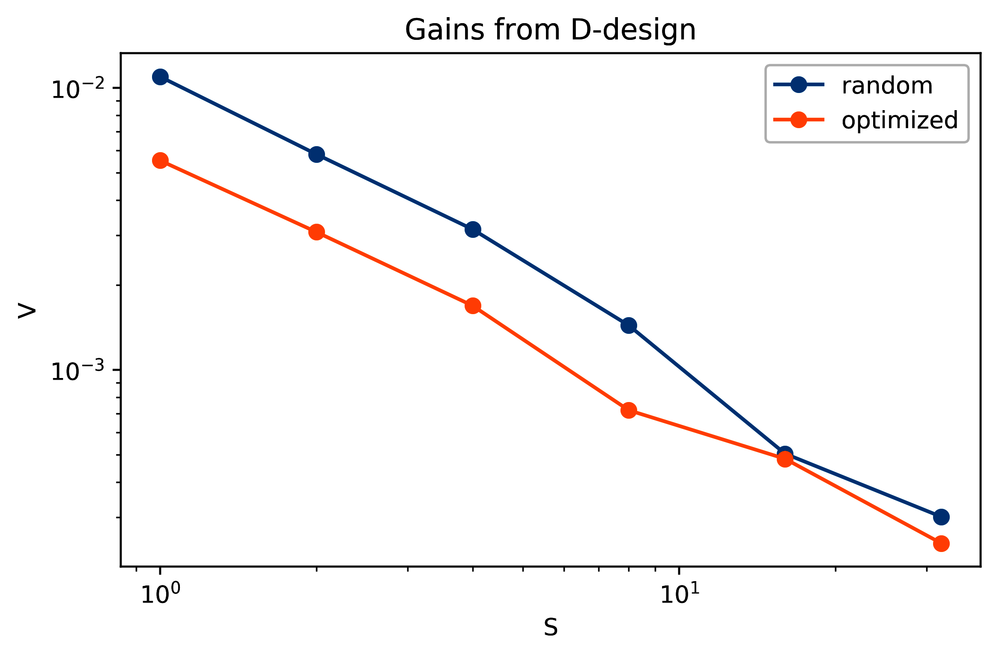 Gains from D-design
random
optimized
10⁻²
10⁻³
V
10⁰
10¹
S